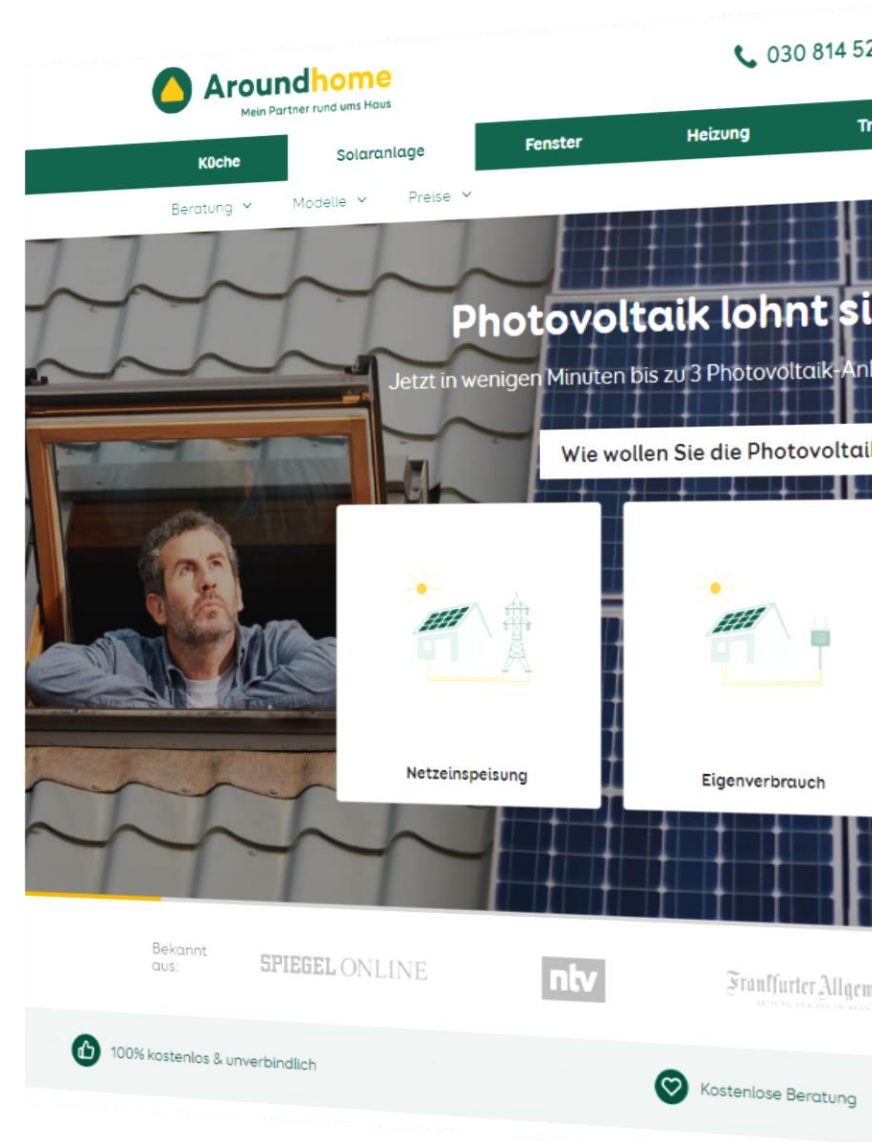 Aroundhome
Mein Partner rund ums Haus
030 814 52
Küche
Solaranlage
Fenster
Heizung
Tr
Beratung
Modelle
Preise
Photovoltaik lohnt si
Jetzt in wenigen Minuten bis zu 3 Photovoltaik-An
Wie wollen Sie die Photovoltaik
Netzeinspeisung
Eigenverbrauch
Bekannt
aus:
SPIEGEL ONLINE
ntv
Frankfurter Allgem
100% kostenlos & unverbindlich
Kostenlose Beratung